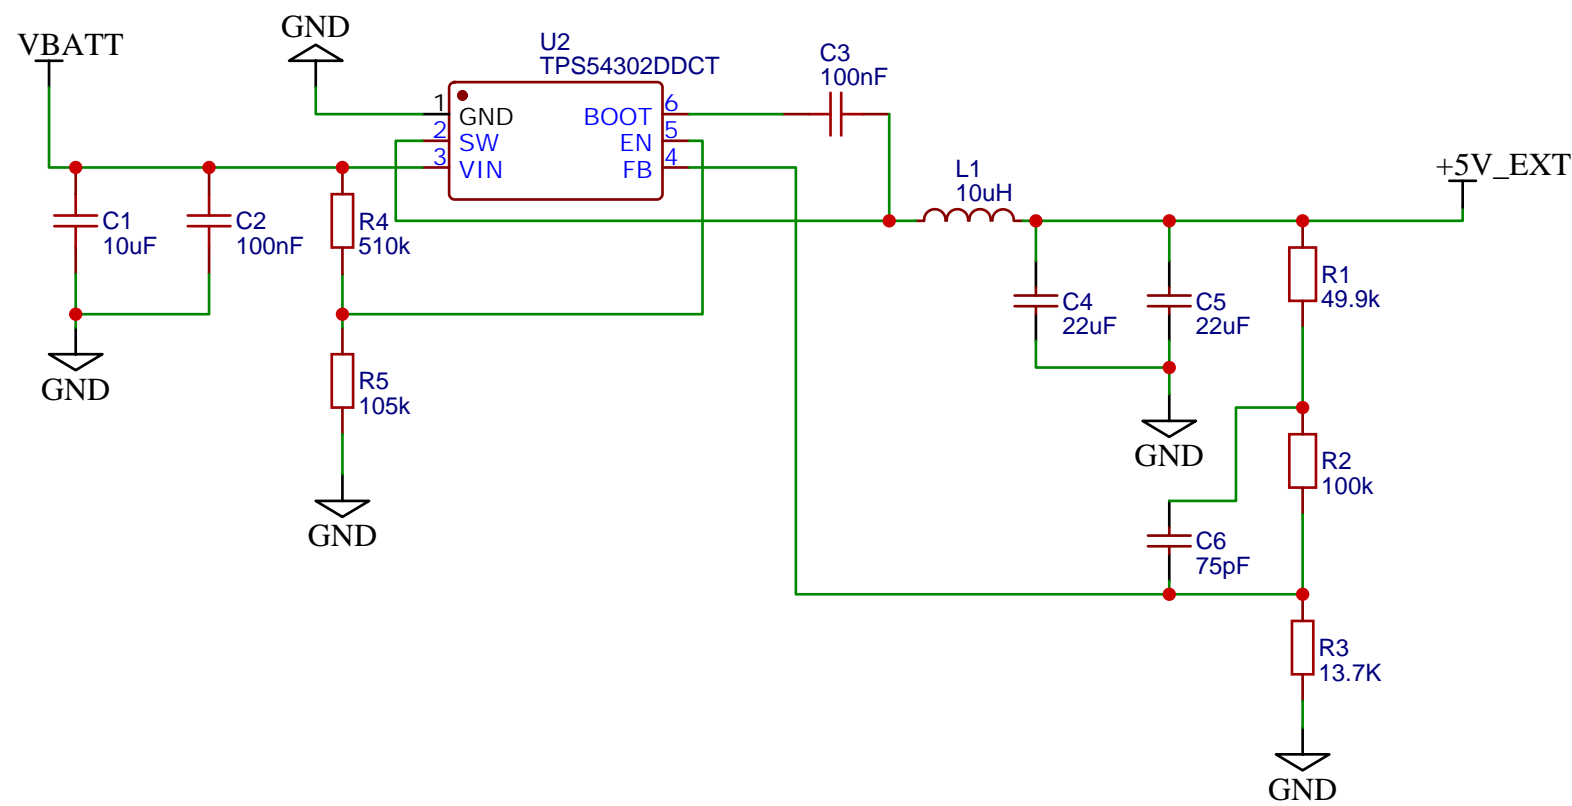 GND
VBATT
U2
TPS54302DDCT
C3
100nF
1
GND
BOOT
6
2
SW
EN
5
3
VIN
FB
4
L1
10uH
+5V_EXT
C1
10uF
C2
100nF
R4
510k
R1
49.9k
C4
22uF
C5
22uF
GND
R5
105k
GND
R2
100k
GND
C6
75pF
R3
13.7K
GND